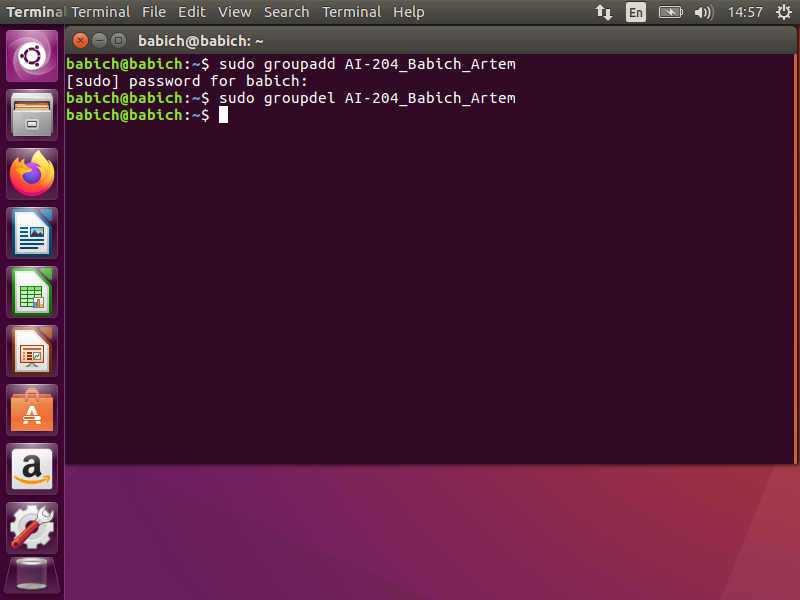 Terminal Terminal File Edit View Search Terminal Help En 14:57
babich@babich: ~
babich@babich:~$ sudo groupadd AI-204_Babich_Artem
[sudo] password for babich:
babich@babich:~$ sudo groupdel AI-204_Babich_Artem
babich@babich:~$